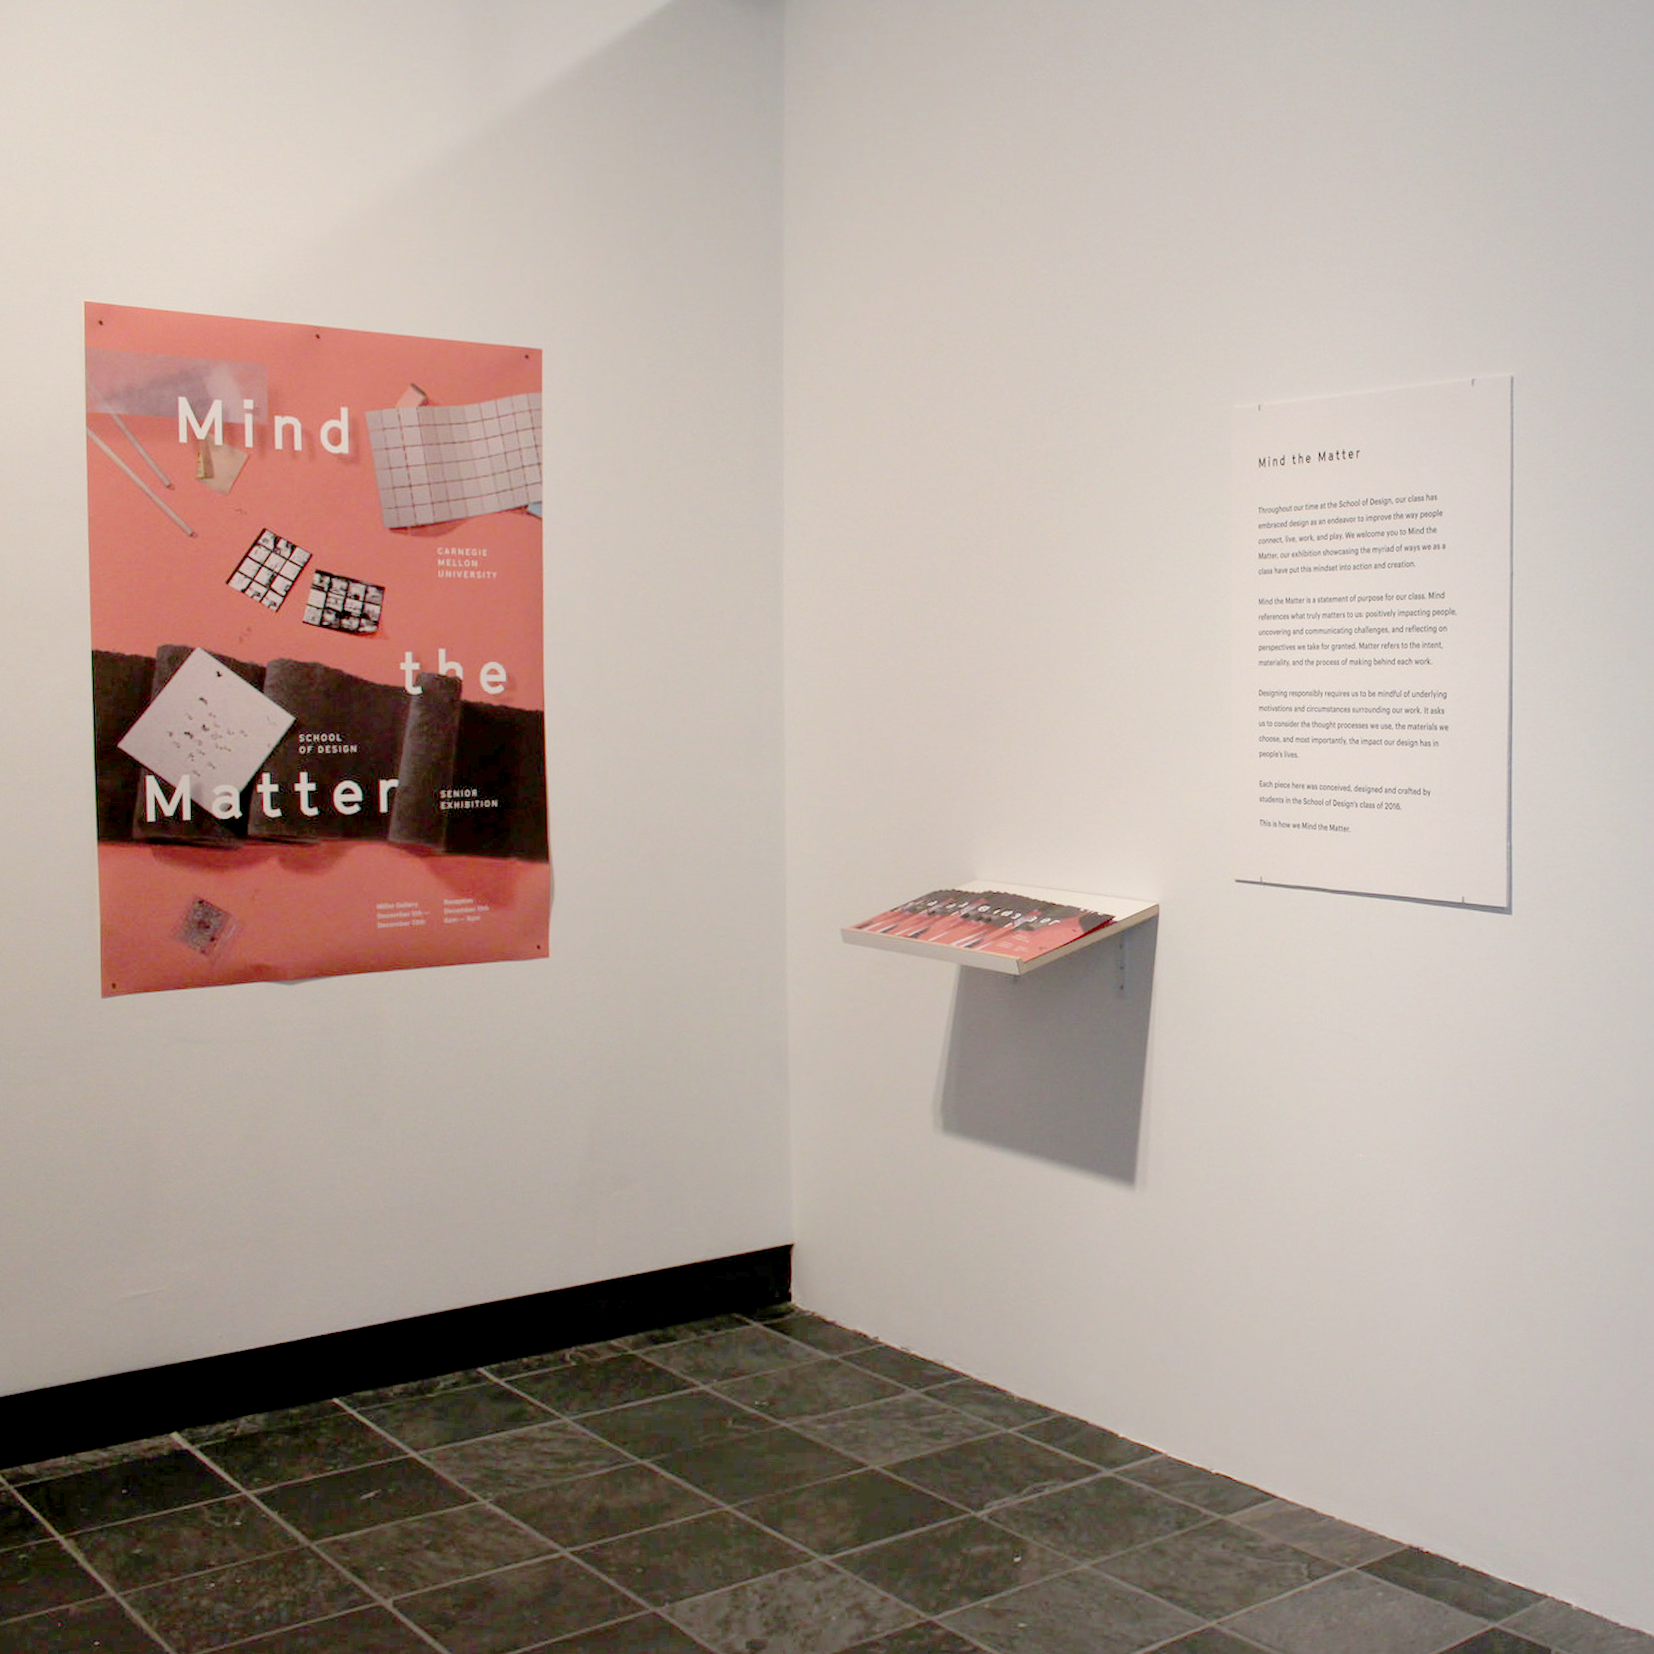 Mind
CARNEGIE
MELLON
UNIVERSITY
the
SCHOOL
OF DESIGN
Matter
SENIOR
EXHIBITION
Miller Gallery
December
December
Reception
December
Mind the Matter
Throughout our time at the School of Design, our class has
embraced design as an endeavor to improve the way people
connect, live, work, and play. We welcome you to Mind the
Matter, our exhibition showcasing the myriad of ways we as a
class have put this mindset into action and creation.
Mind the Matter is a statement of purpose for our class. Mind
references what truly matters to us: positively impacting people,
uncovering and communicating challenges, and reflecting on
perspectives we take for granted. Matter refers to the intent,
materiality, and the process of making behind each work.
Designing responsibly requires us to be mindful of underlying
motivations and circumstances surrounding our work. It asks
us to consider the thought processes we use, the materials we
choose, and most importantly, the impact our design has in
people's lives.
Each piece here was conceived, designed and crafted by
students in the School of Design's class of 2016.
This is how we Mind the Matter.